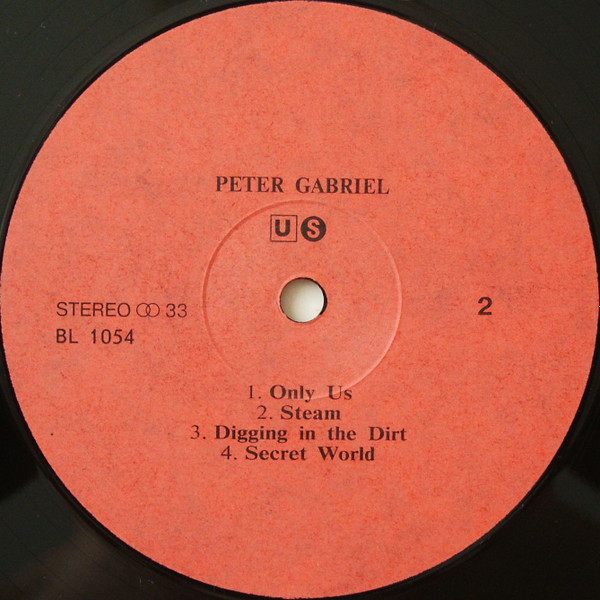 PETER GABRIEL
US
STEREO ꝏ 33
2
BL 1054
1. Only Us
2. Steam
3. Digging in the Dirt
4. Secret World